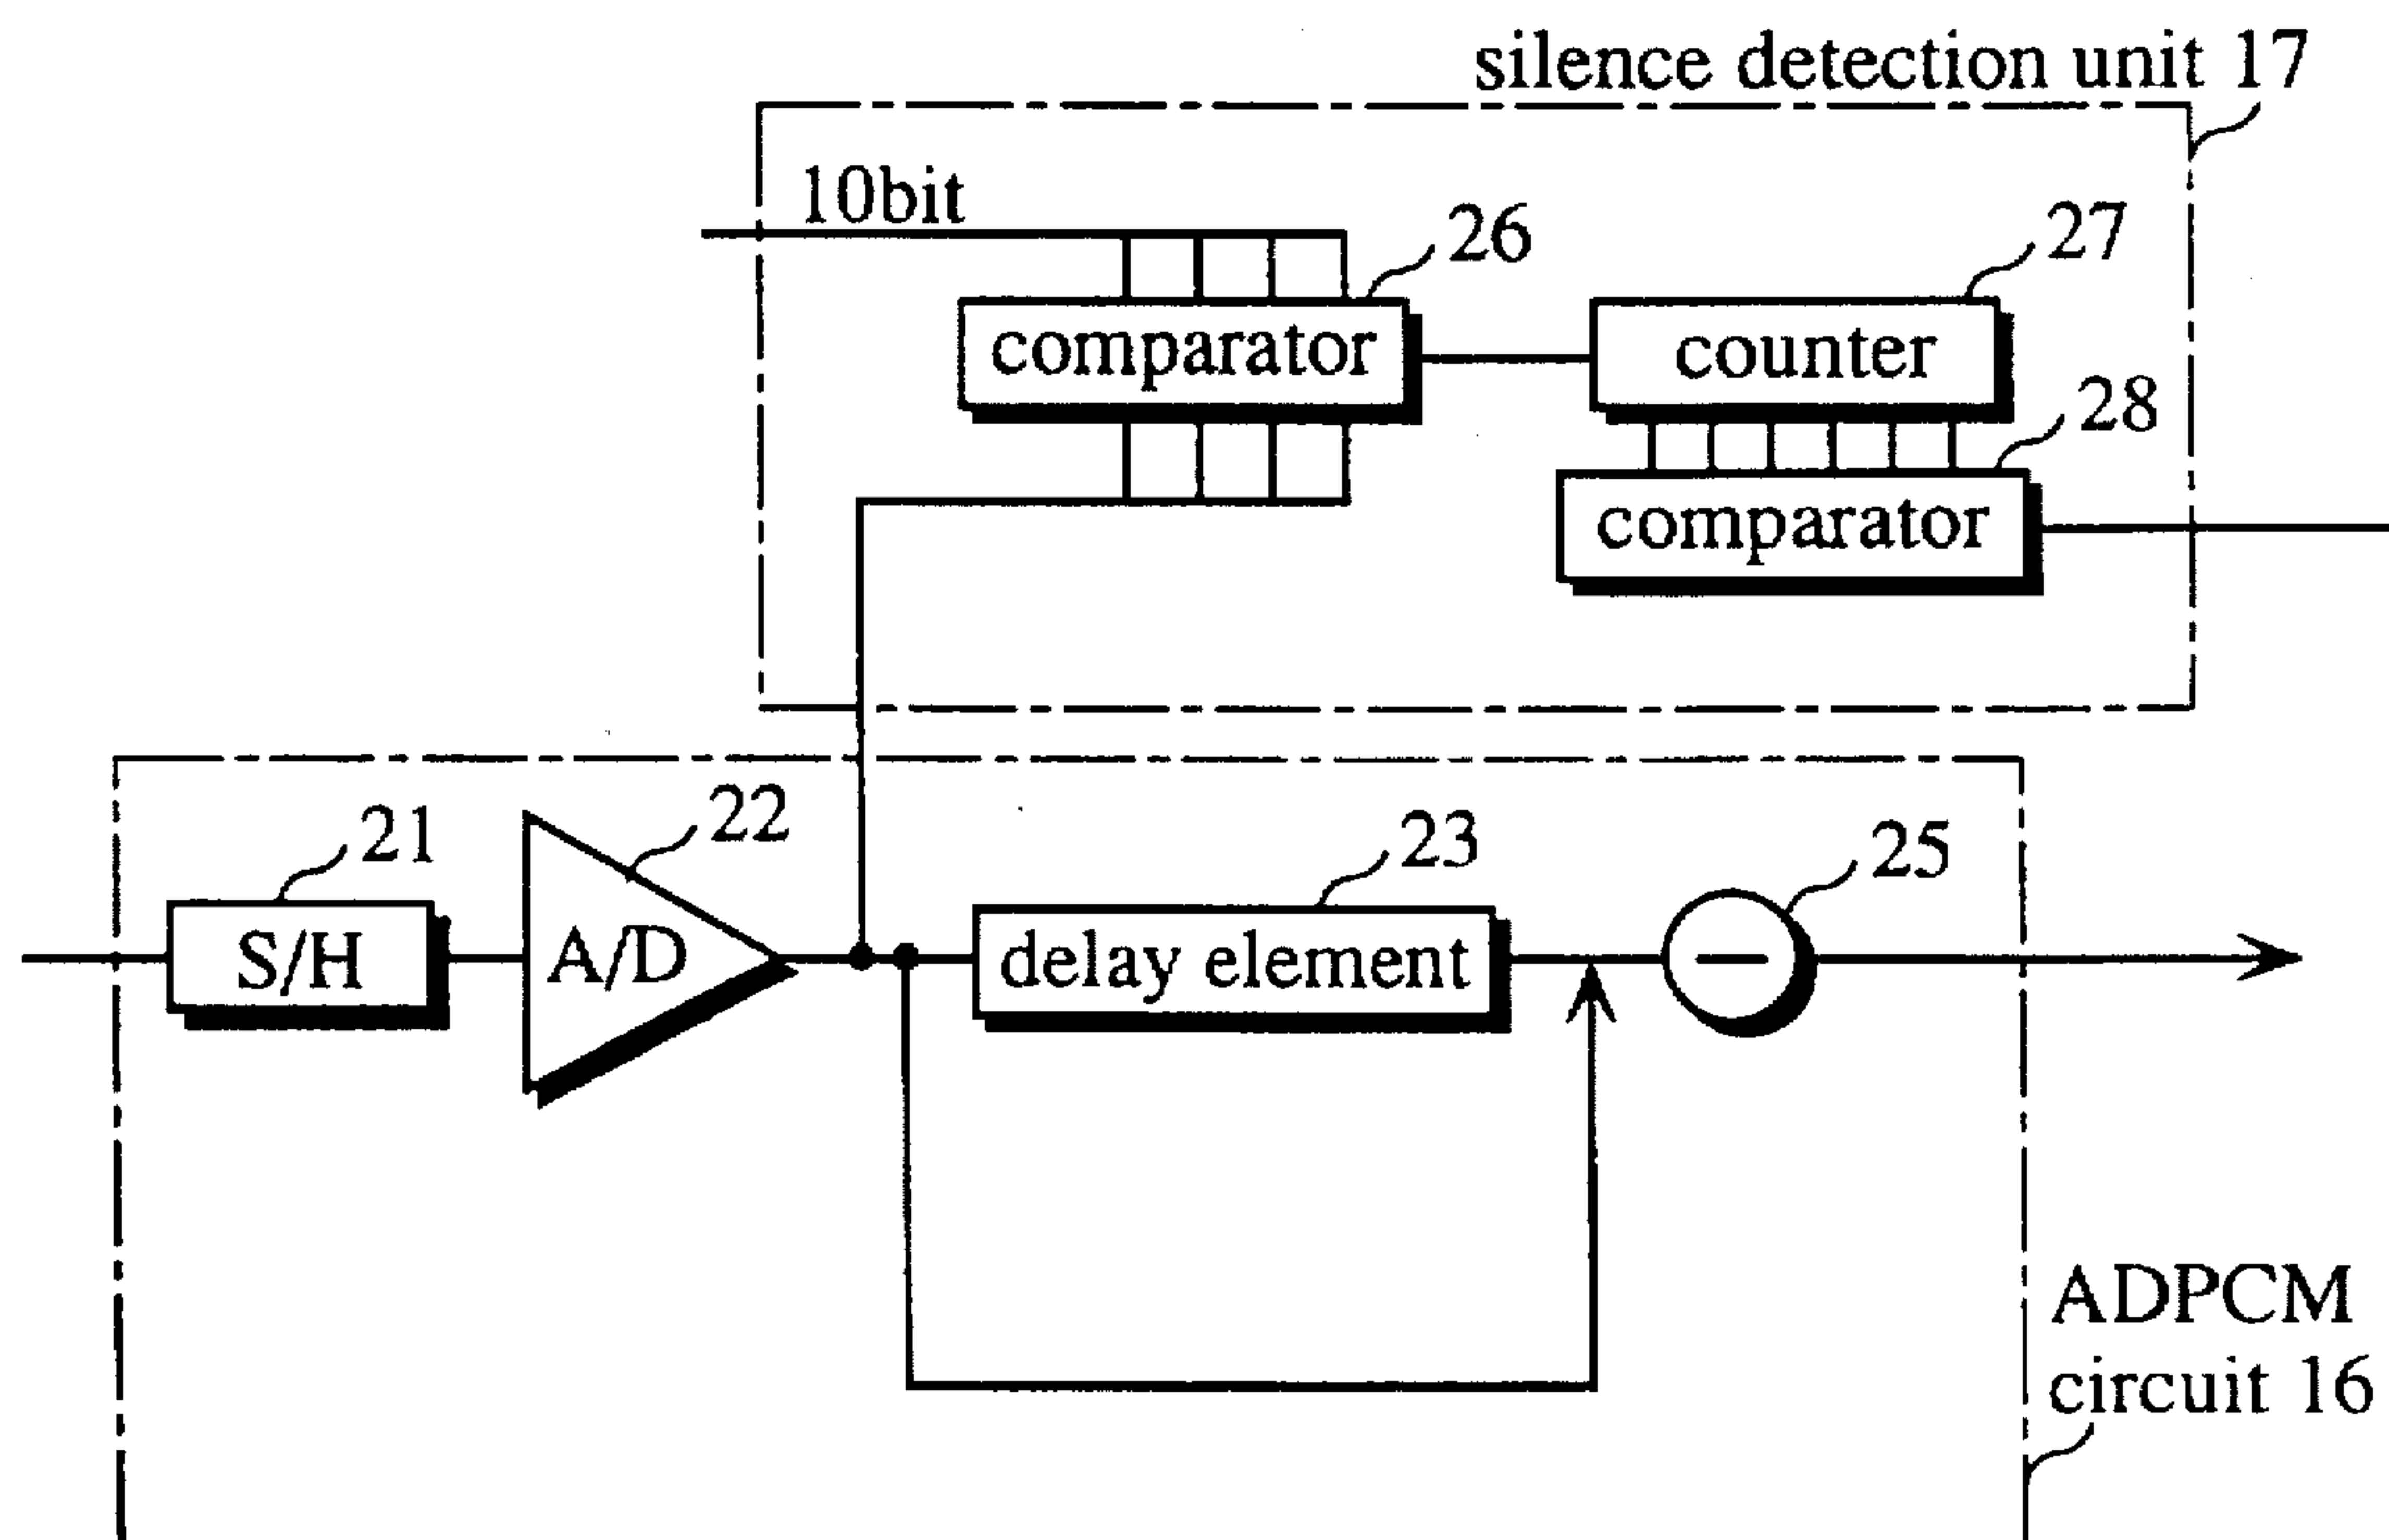 silence detection unit 17
10bit
26
27
comparator
counter
28
comparator
21
22
23
25
S/H
A/D
delay element
−
ADPCM
circuit 16